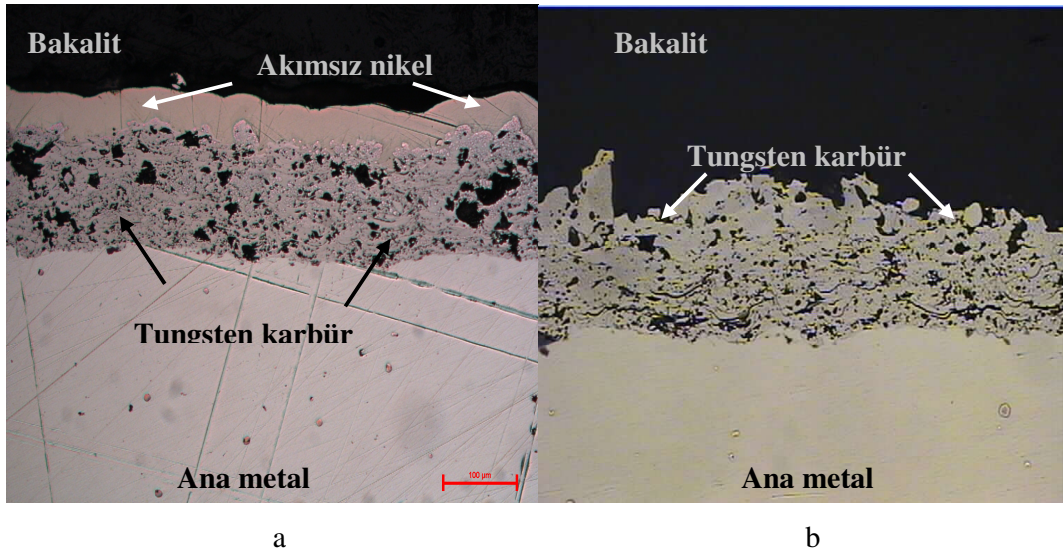 Bakalit
Akımsız nikel
Tungsten karbür
Ana metal
100 µm
a
Bakalit
Tungsten karbür
Ana metal
b